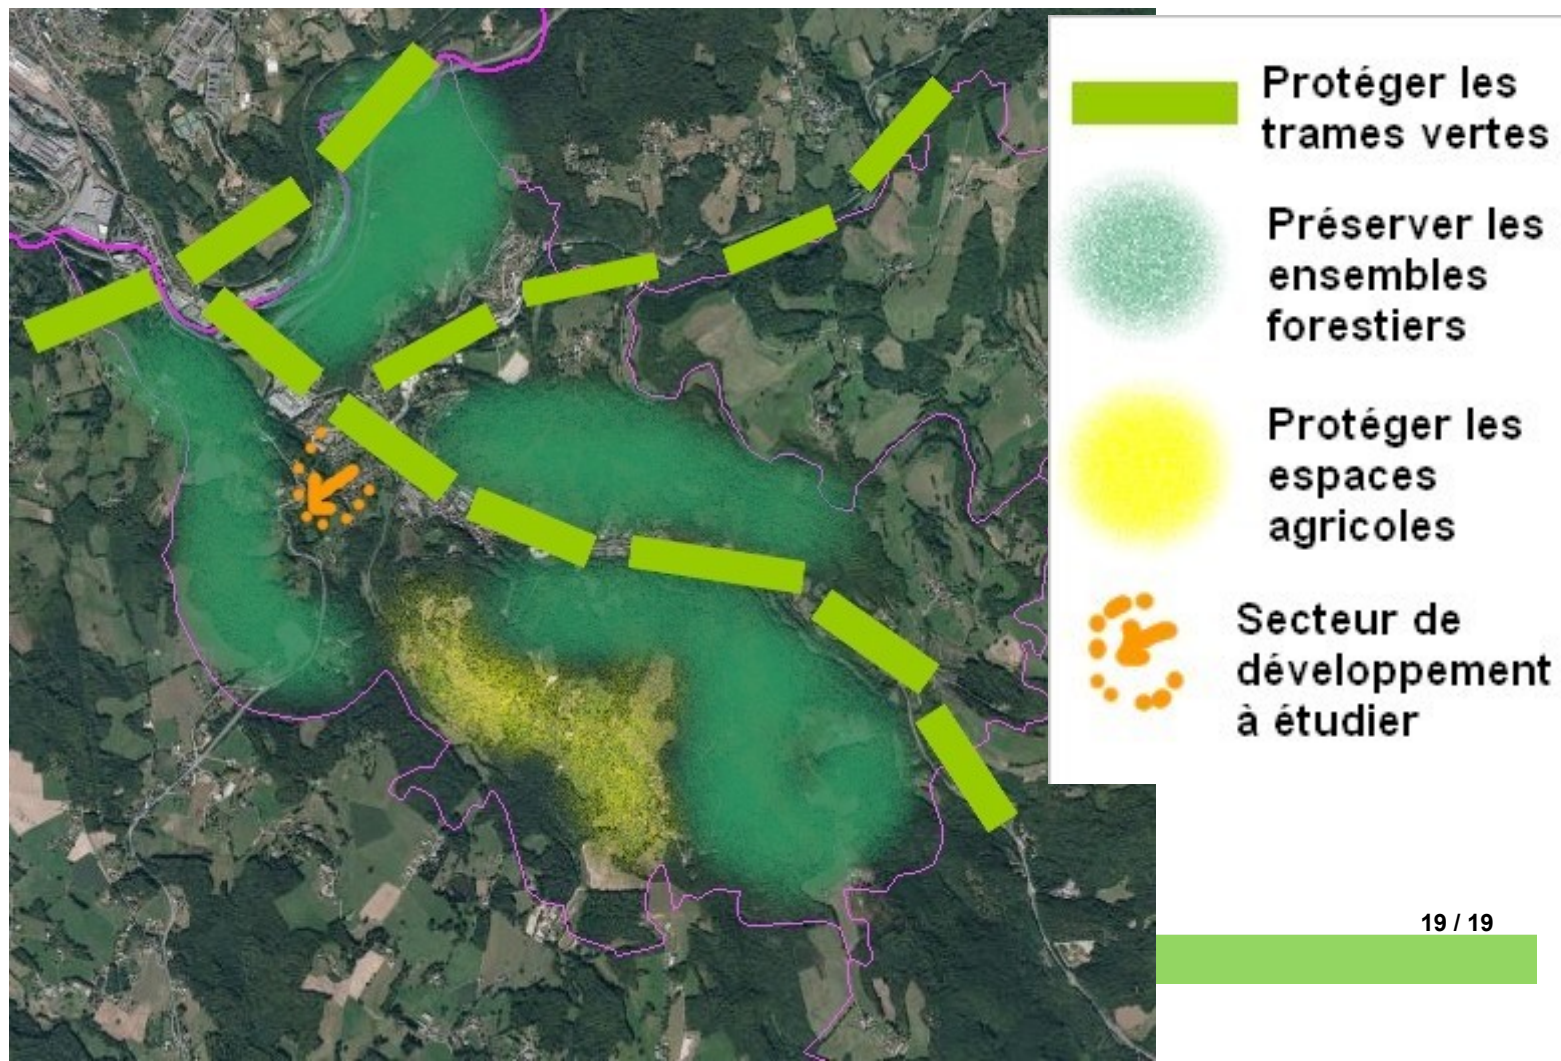 Protéger les
trames vertes
Préserver les
ensembles
forestiers
Protéger les
espaces
agricoles
Secteur de
développement
à étudier
19 / 19